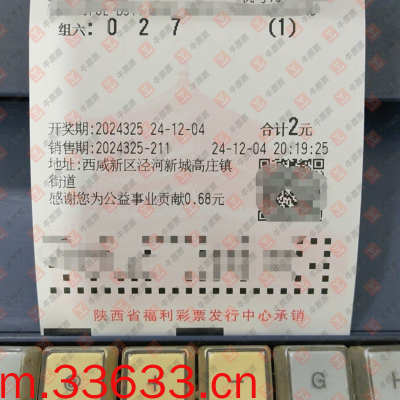 组六: 0 2 7 (1)
开奖期:2024325 24-12-04 合计2元
销售期:2024325-211 24-12-04 20:19:25
地址:西咸新区泾河新城高庄镇
街道
感谢您为公益事业贡献0.68元
陕西省福利彩票发行中心承销
G H
m.33633.cn